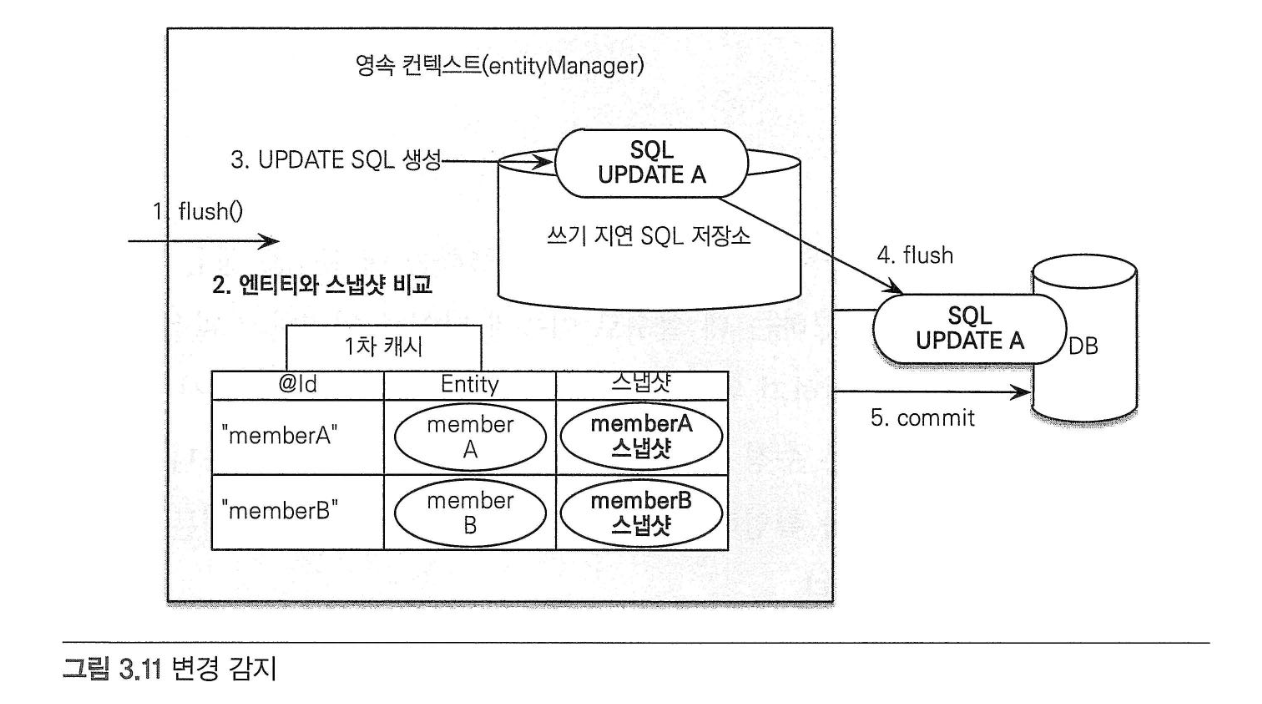 영속 컨텍스트(entityManager)
3. UPDATE SQL 생성
SQL
UPDATE A
1. flush()
쓰기 지연 SQL 저장소
4. flush
2. 엔티티와 스냅샷 비교
SQL
UPDATE A
DB
1차 캐시
@Id Entity 스냅샷
5. commit
"memberA"
member
A
memberA
스냅샷
"memberB"
member
B
memberB
스냅샷
그림 3.11 변경 감지